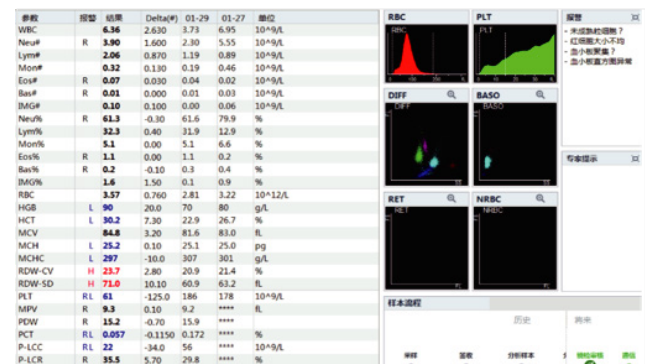 参数 报警 结果 Delta(#) 01-29 01-27 单位
WBC 6.36 2.630 3.73 6.95 10^9/L
Neu# R 3.90 1.600 2.30 5.55 10^9/L
Lym# 2.06 0.870 1.19 0.89 10^9/L
Mon# 0.32 0.130 0.19 0.46 10^9/L
Eos# R 0.07 0.030 0.04 0.02 10^9/L
Bas# R 0.01 0.000 0.01 0.03 10^9/L
IMG# 0.10 0.100 0.00 0.06 10^9/L
Neu% R 61.3 -0.30 61.6 79.9 %
Lym% 32.3 0.40 31.9 12.9 %
Mon% 5.1 0.00 5.1 6.6 %
Eos% R 1.1 0.00 1.1 0.2 %
Bas% R 0.2 -0.10 0.3 0.4 %
IMG% 1.6 1.50 0.1 0.9 %
RBC 3.57 0.760 2.81 3.22 10^12/L
HGB L 90 20.0 70 80 g/L
HCT L 30.2 7.30 22.9 26.7 %
MCV 84.8 3.20 81.6 83.0 fL
MCH L 25.2 0.10 25.1 25.0 pg
MCHC L 297 -10.0 307 301 g/L
RDW-CV H 23.7 2.80 20.9 21.4 %
RDW-SD H 71.0 10.10 60.9 63.2 fL
PLT RL 61 -125.0 186 178 10^9/L
MPV R 9.3 0.10 9.2 **** fL
PDW R 15.2 -0.70 15.9 ****
PCT RL 0.057 -0.1150 0.172 **** %
P-LCC RL 22 -34.0 56 **** 10^9/L
P-LCR R 35.5 5.70 29.8 **** %
RBC PLT 报警
RBC PLT
- 未成熟粒细胞?
- 红细胞大小不均
- 血小板聚集?
- 血小板直方图异常
DIFF BASO
DIFF BASO
专家提示
RET NRBC
RET NRBC
样本流程
历史 将来
采样 签收 分析样本 审核